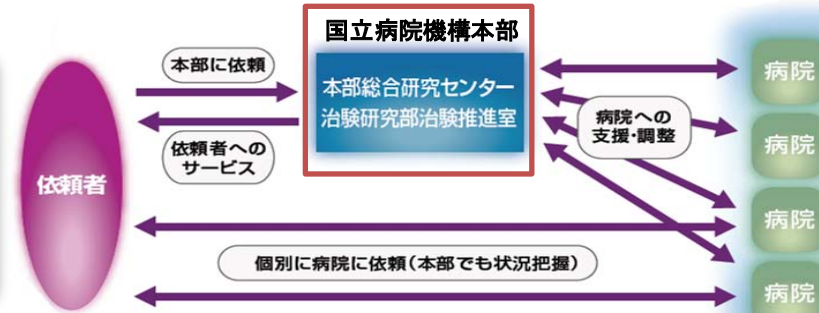 国立病院機構本部
本部に依頼
本部総合研究センター
治験研究部治験推進室
依頼者への
サービス
病院への
支援・調整
依頼者
病院
病院
病院
病院
個別に病院に依頼(本部でも状況把握)